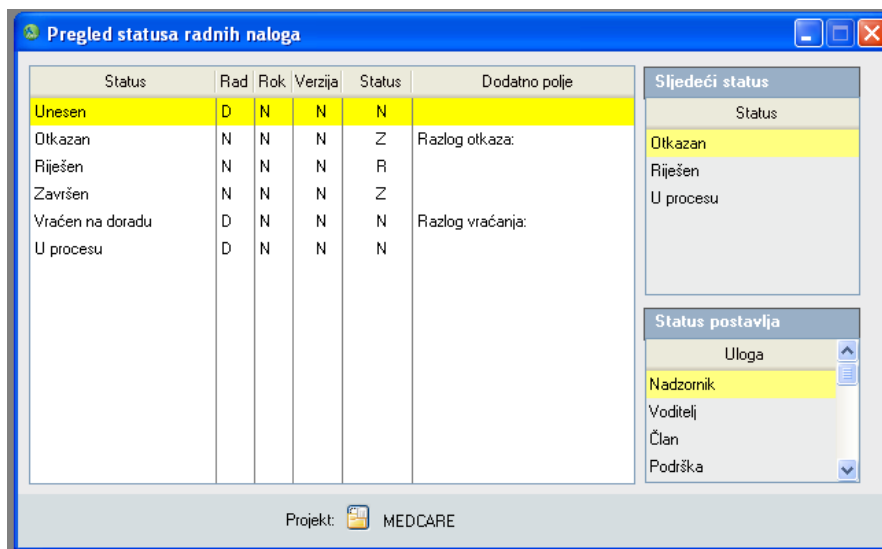 Pregled statusa radnih naloga
Status Rad Rok Verzija Status Dodatno polje
Unesen D N N N
Otkazan N N N Z Razlog otkaza:
Riješen N N N R
Završen N N N Z
Vraćen na doradu D N N N Razlog vraćanja:
U procesu D N N N
Sljedeći status
Status
Otkazan
Riješen
U procesu
Status postavlja
Uloga
Nadzornik
Voditelj
Član
Podrška
Projekt: MEDCARE